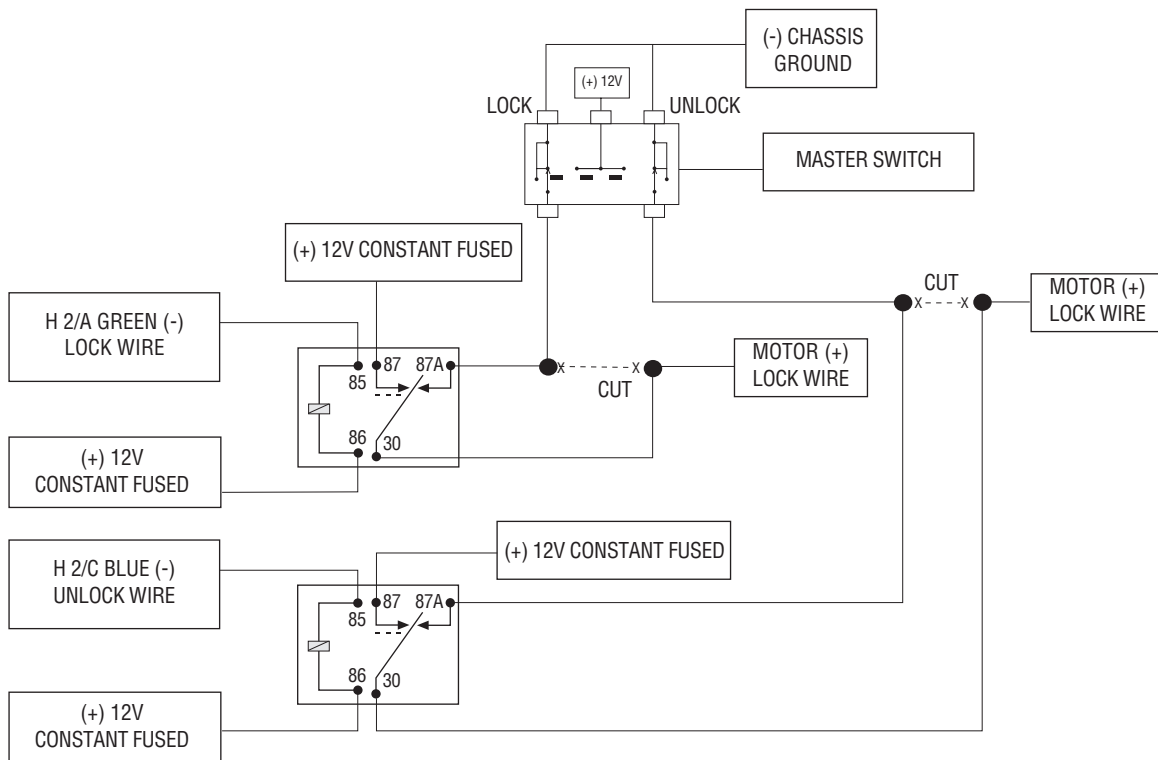 (-) CHASSIS
GROUND
(+) 12V
LOCK
UNLOCK
MASTER SWITCH
(+) 12V CONSTANT FUSED
CUT
MOTOR (+)
LOCK WIRE
H 2/A GREEN (-)
LOCK WIRE
87
87A
85
86
30
CUT
MOTOR (+)
LOCK WIRE
(+) 12V
CONSTANT FUSED
(+) 12V CONSTANT FUSED
H 2/C BLUE (-)
UNLOCK WIRE
87
87A
85
86
30
(+) 12V
CONSTANT FUSED